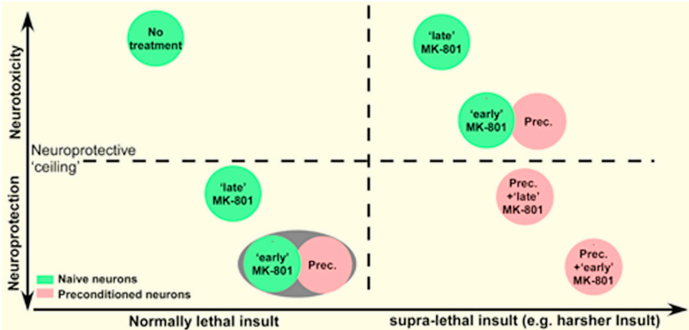 Neurotoxicity
Neuroprotection
No
treatment
'late'
MK-801
'early'
MK-801
Prec.
Neuroprotective
'ceiling'
'late'
MK-801
Prec.
+'late'
MK-801
'early'
MK-801
Prec.
Prec.
+'early'
MK-801
Naive neurons
Preconditioned neurons
Normally lethal insult
supra-lethal insult (e.g. harsher Insult)